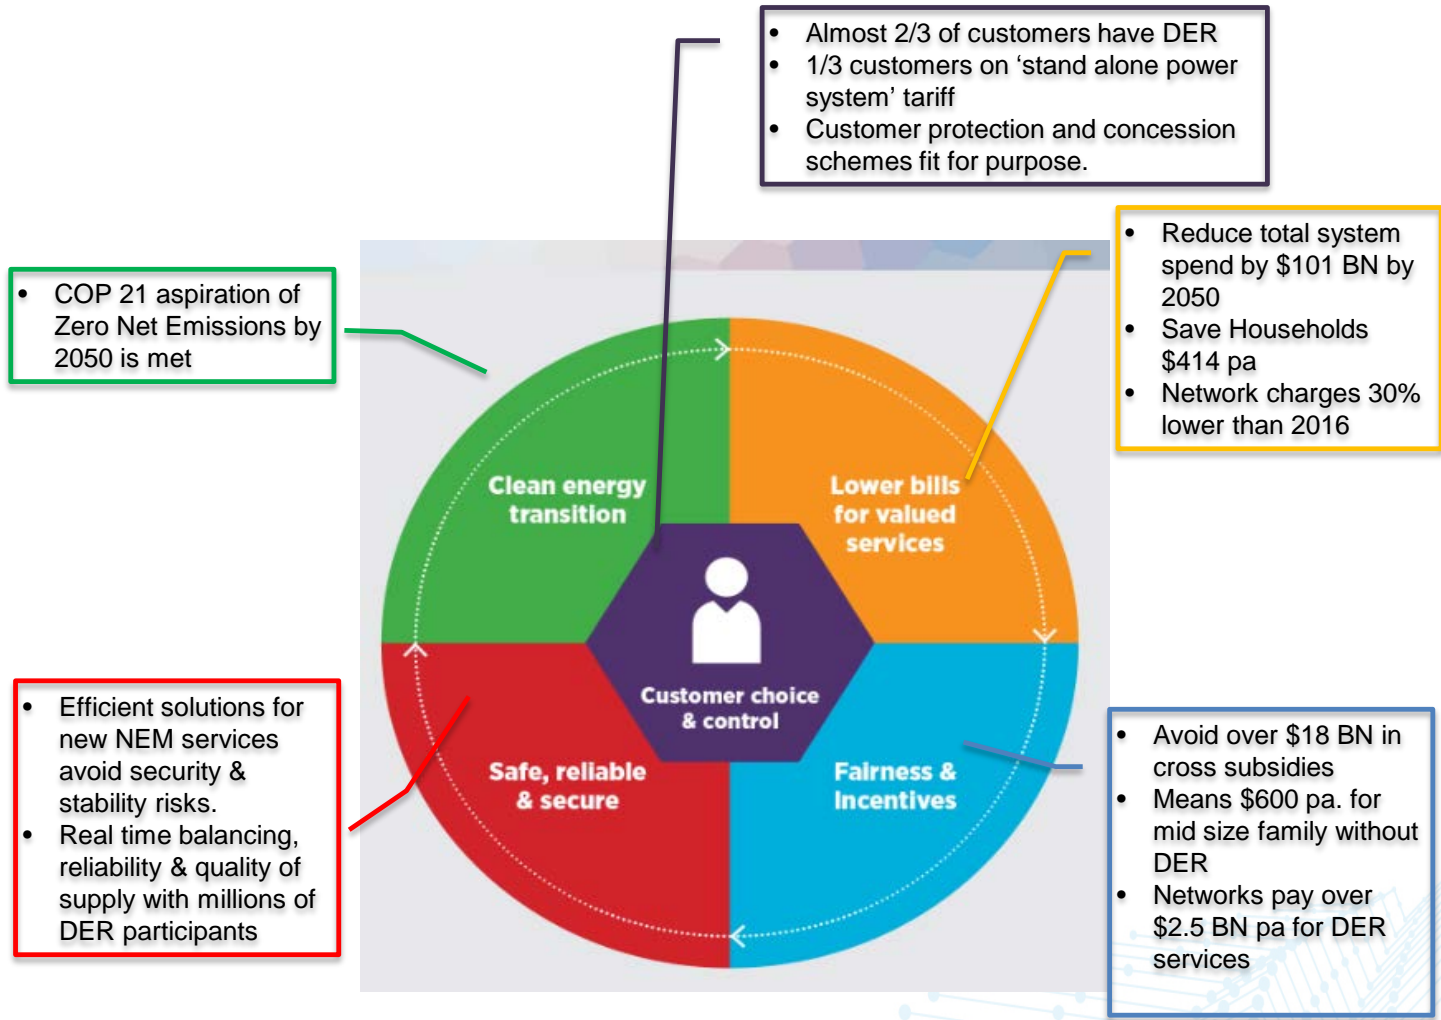 • Almost 2/3 of customers have DER
• 1/3 customers on ‘stand alone power
system’ tariff
• Customer protection and concession
schemes fit for purpose.
• COP 21 aspiration of
Zero Net Emissions by
2050 is met
• Reduce total system
spend by $101 BN by
2050
• Save Households
$414 pa
• Network charges 30%
lower than 2016
Clean energy
transition
Lower bills
for valued
services
Customer choice
& control
Safe, reliable
& secure
Fairness &
Incentives
• Efficient solutions for
new NEM services
avoid security &
stability risks.
• Real time balancing,
reliability & quality of
supply with millions of
DER participants
• Avoid over $18 BN in
cross subsidies
• Means $600 pa. for
mid size family without
DER
• Networks pay over
$2.5 BN pa for DER
services